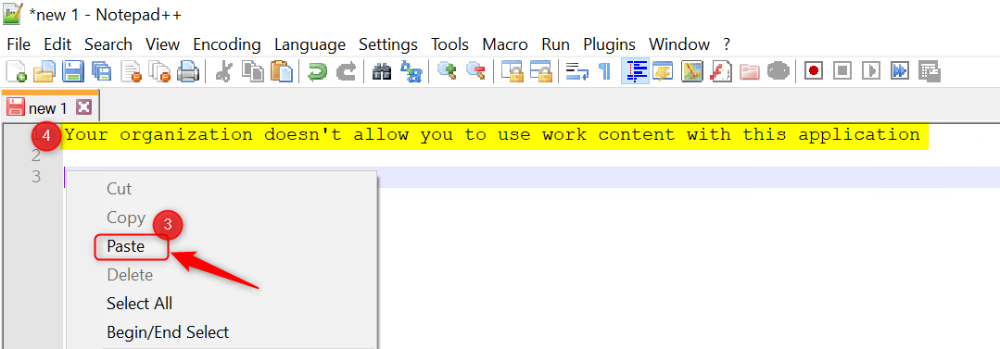 *new 1 - Notepad++
File Edit Search View Encoding Language Settings Tools Macro Run Plugins Window ?
new 1
4 Your organization doesn't allow you to use work content with this application
2
3
Cut
Copy
3
Paste
Delete
Select All
Begin/End Select